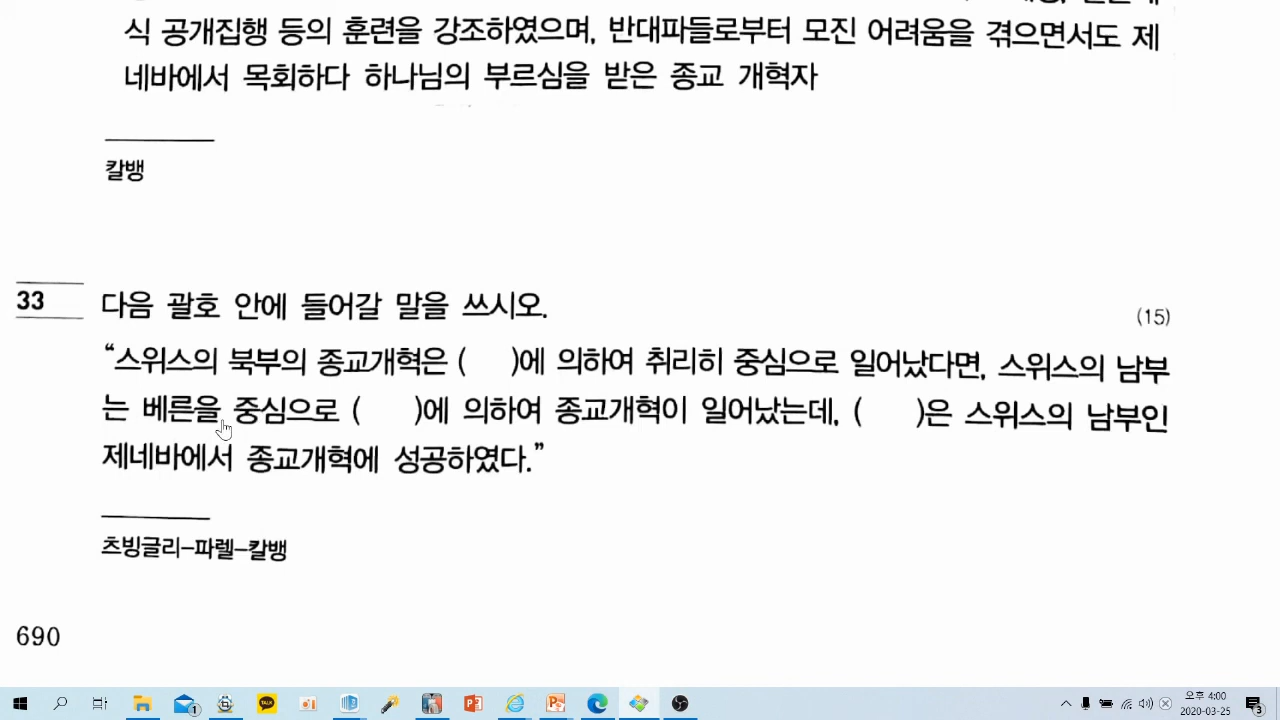 식 공개집행 등의 훈련을 강조하였으며, 반대파들로부터 모진 어려움을 겪으면서도 제
네바에서 목회하다 하나님의 부르심을 받은 종교 개혁자
칼뱅
33 다음 괄호 안에 들어갈 말을 쓰시오. (15)
“스위스의 북부의 종교개혁은 ( )에 의하여 취리히 중심으로 일어났다면, 스위스의 남부
는 베른을 중심으로 ( )에 의하여 종교개혁이 일어났는데, ( )은 스위스의 남부인
제네바에서 종교개혁에 성공하였다.”
츠빙글리-파렐-칼뱅
690
오후 4:00
2020-03-25